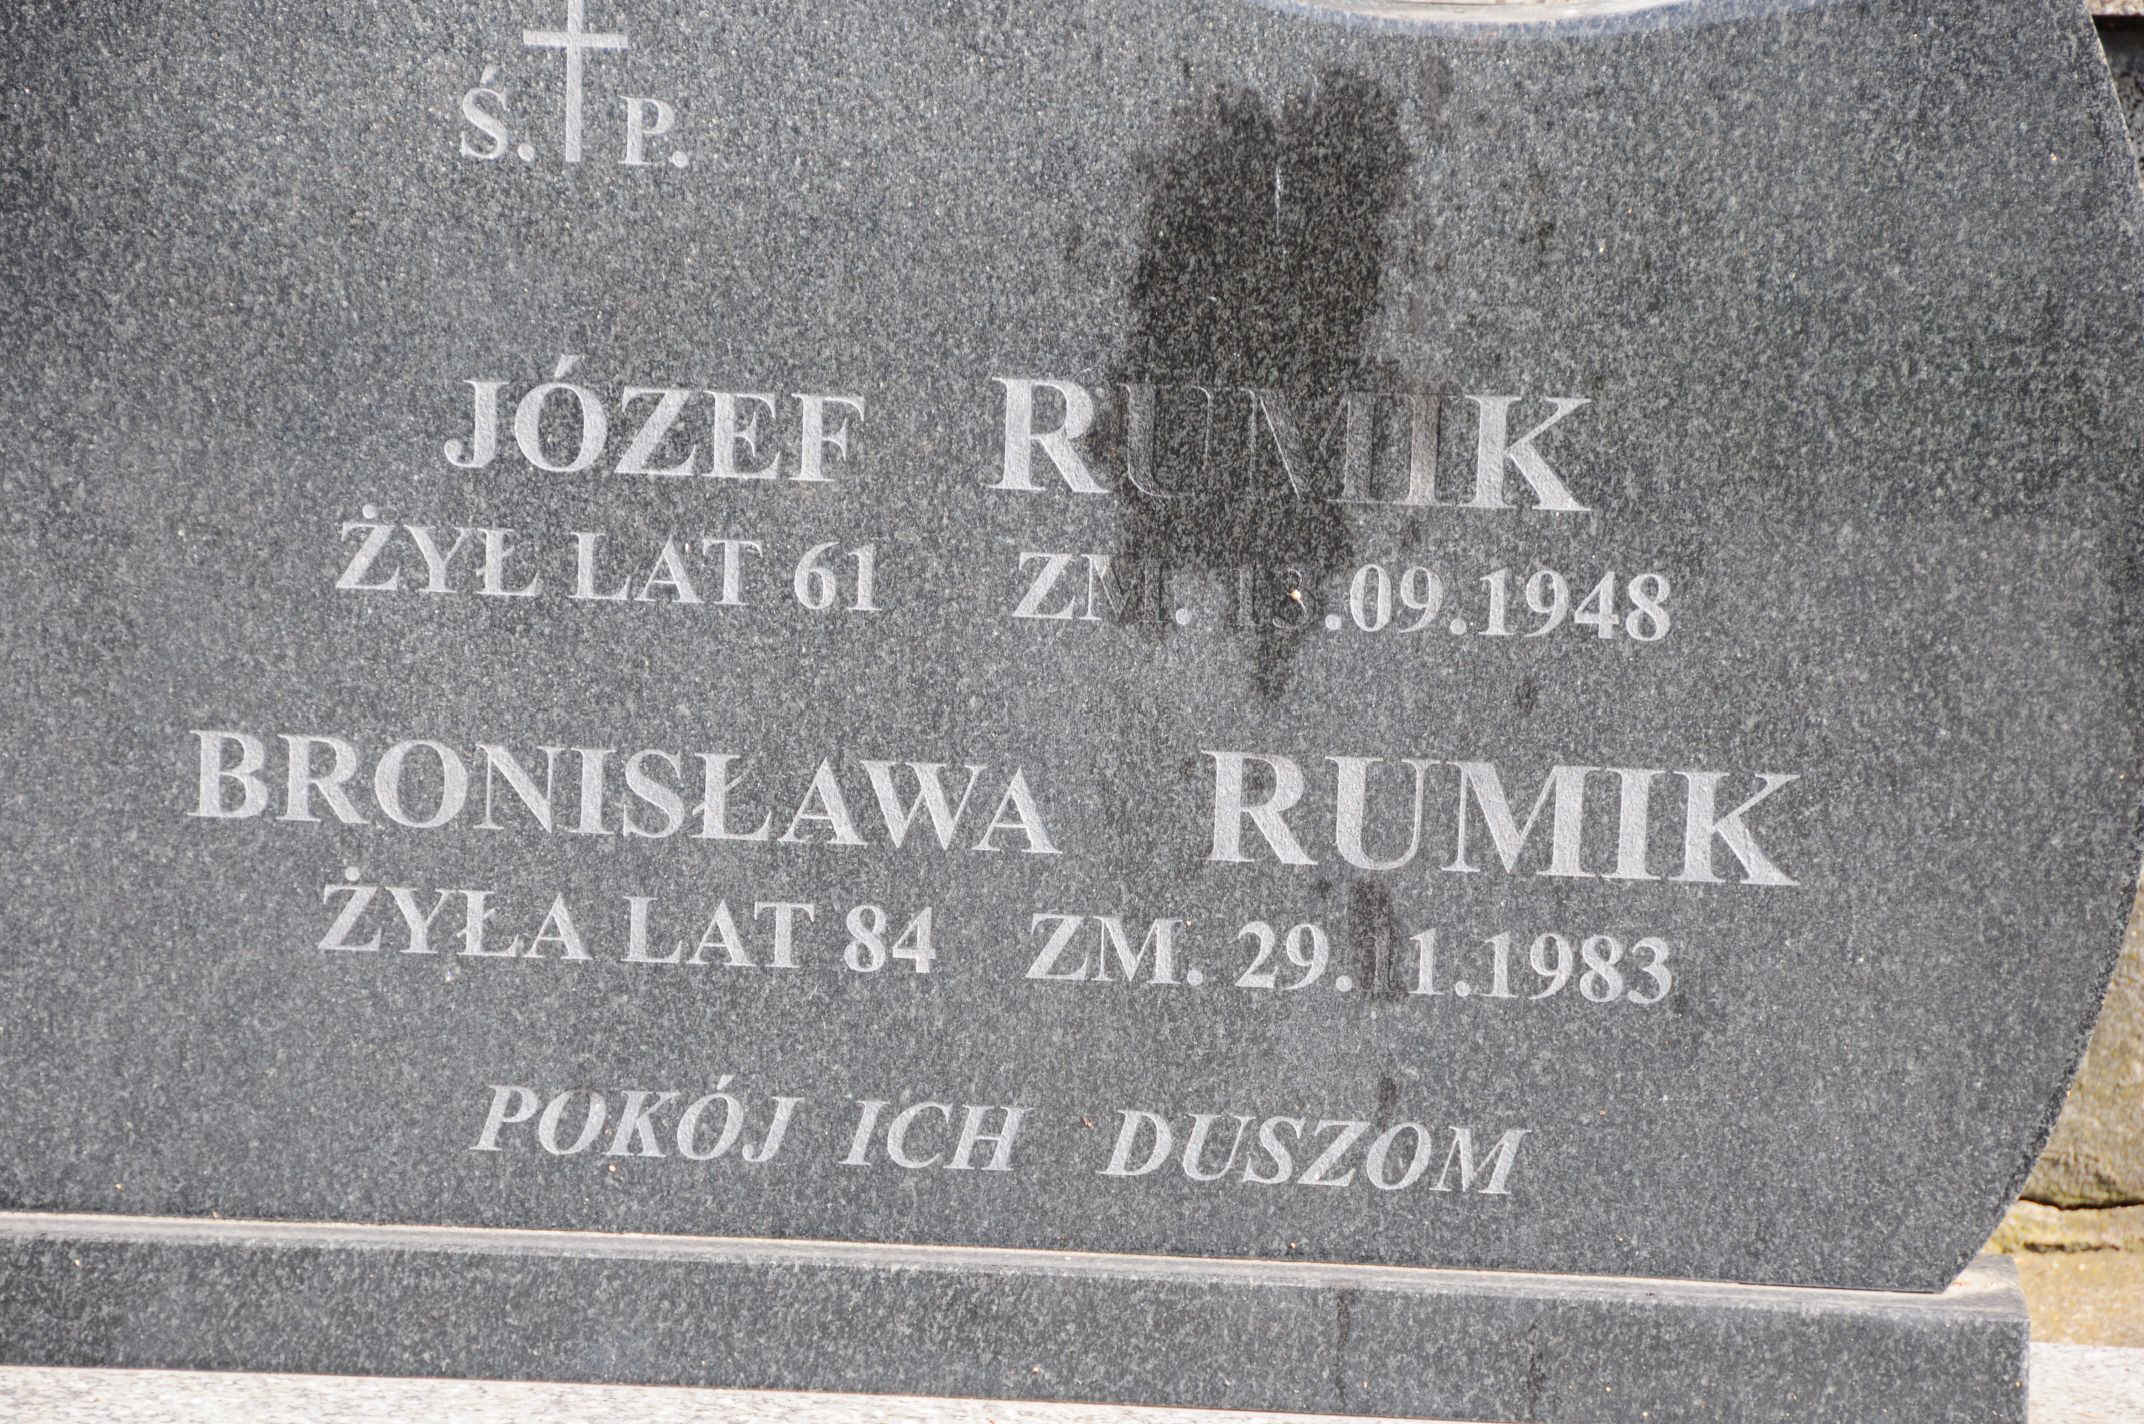 Ś. P.
JÓZEF RUMIK
ŻYŁ LAT 61 ZM. 13.09.1948
BRONISŁAWA RUMIK
ŻYŁA LAT 84 ZM. 29.11.1983
POKÓJ ICH DUSZOM